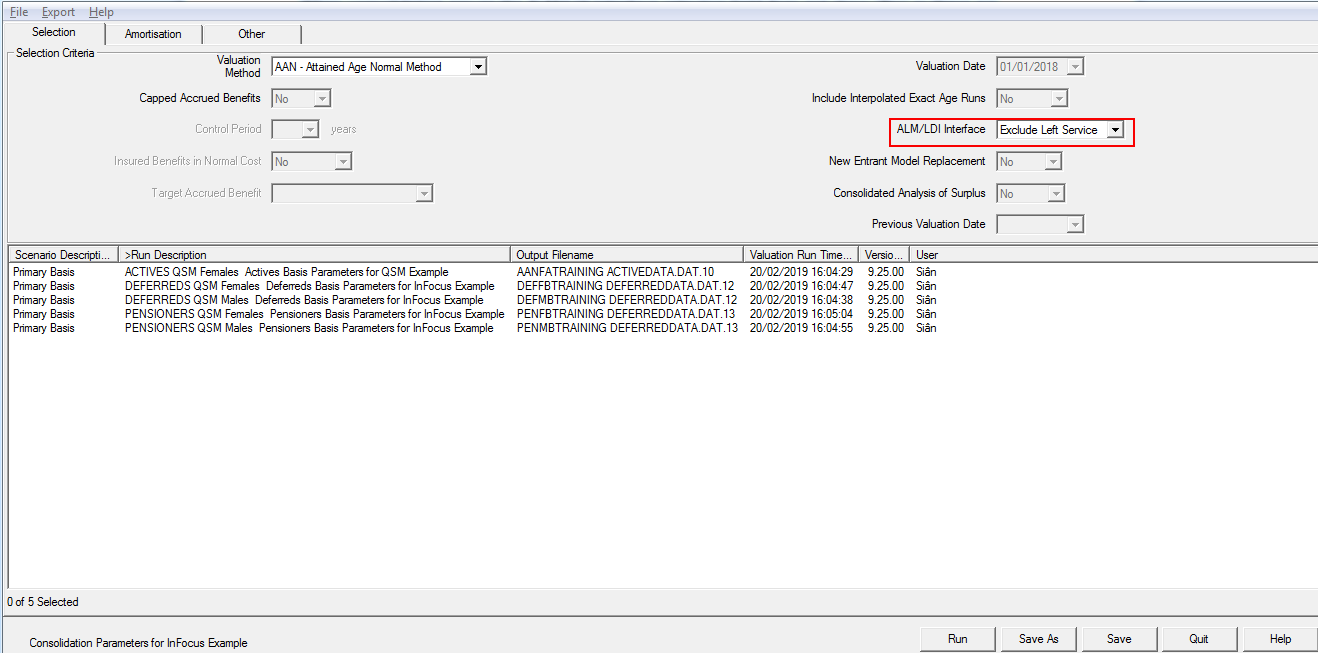 File Export Help
Selection Amortisation Other
Selection Criteria
Valuation Method AAN - Attained Age Normal Method
Valuation Date 01/01/2018
Capped Accrued Benefits No
Include Interpolated Exact Age Runs No
Control Period years
ALM/LDI Interface Exclude Left Service
Insured Benefits in Normal Cost No
New Entrant Model Replacement No
Target Accrued Benefit
Consolidated Analysis of Surplus No
Previous Valuation Date
Scenario Descripti... >Run Description Output Filename Valuation Run Time... Versio... User
Primary Basis ACTIVES QSM Females Actives Basis Parameters for QSM Example AANFATRAINING ACTIVEDATA.DAT.10 20/02/2019 16:04:29 9.25.00 Siân
Primary Basis DEFERREDS QSM Females Deferreds Basis Parameters for InFocus Example DEFFBTRAINING DEFERREDDATA.DAT.12 20/02/2019 16:04:47 9.25.00 Siân
Primary Basis DEFERREDS QSM Males Deferreds Basis Parameters for InFocus Example DEFMBTRAINING DEFERREDDATA.DAT.12 20/02/2019 16:04:38 9.25.00 Siân
Primary Basis PENSIONERS QSM Females Pensioners Basis Parameters for InFocus Example PENFBTRAINING DEFERREDDATA.DAT.13 20/02/2019 16:05:04 9.25.00 Siân
Primary Basis PENSIONERS QSM Males Pensioners Basis Parameters for InFocus Example PENMBTRAINING DEFERREDDATA.DAT.13 20/02/2019 16:04:55 9.25.00 Siân
0 of 5 Selected
Consolidation Parameters for InFocus Example
Run Save As Save Quit Help